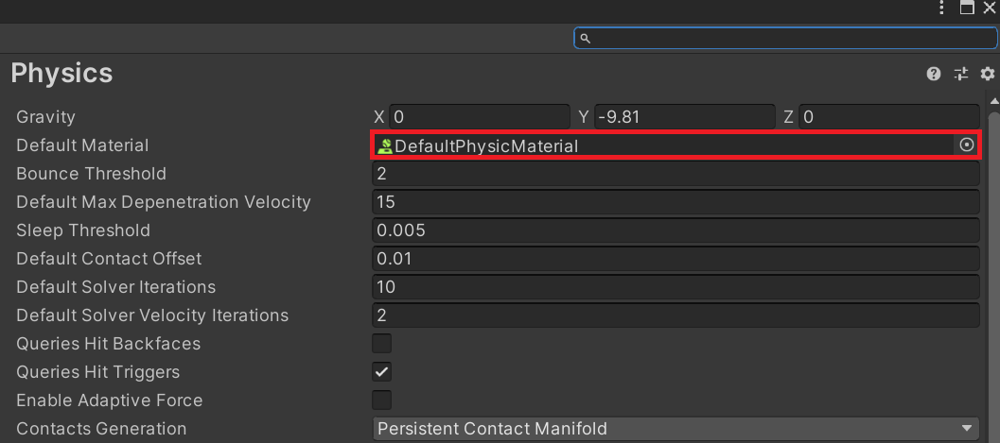 Physics
Gravity X 0 Y -9.81 Z 0
Default Material DefaultPhysicMaterial
Bounce Threshold 2
Default Max Depenetration Velocity 15
Sleep Threshold 0.005
Default Contact Offset 0.01
Default Solver Iterations 10
Default Solver Velocity Iterations 2
Queries Hit Backfaces
Queries Hit Triggers
Enable Adaptive Force
Contacts Generation Persistent Contact Manifold